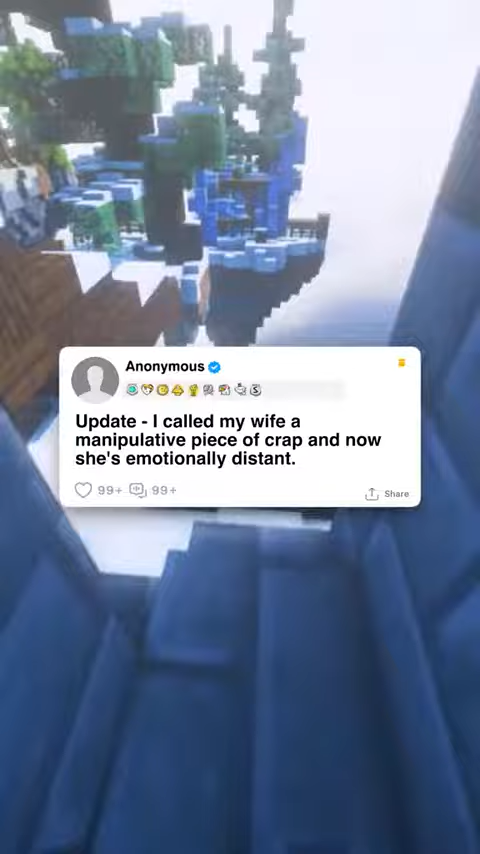 Anonymous
Update - I called my wife a
manipulative piece of crap and now
she's emotionally distant.
99+ 99+
Share